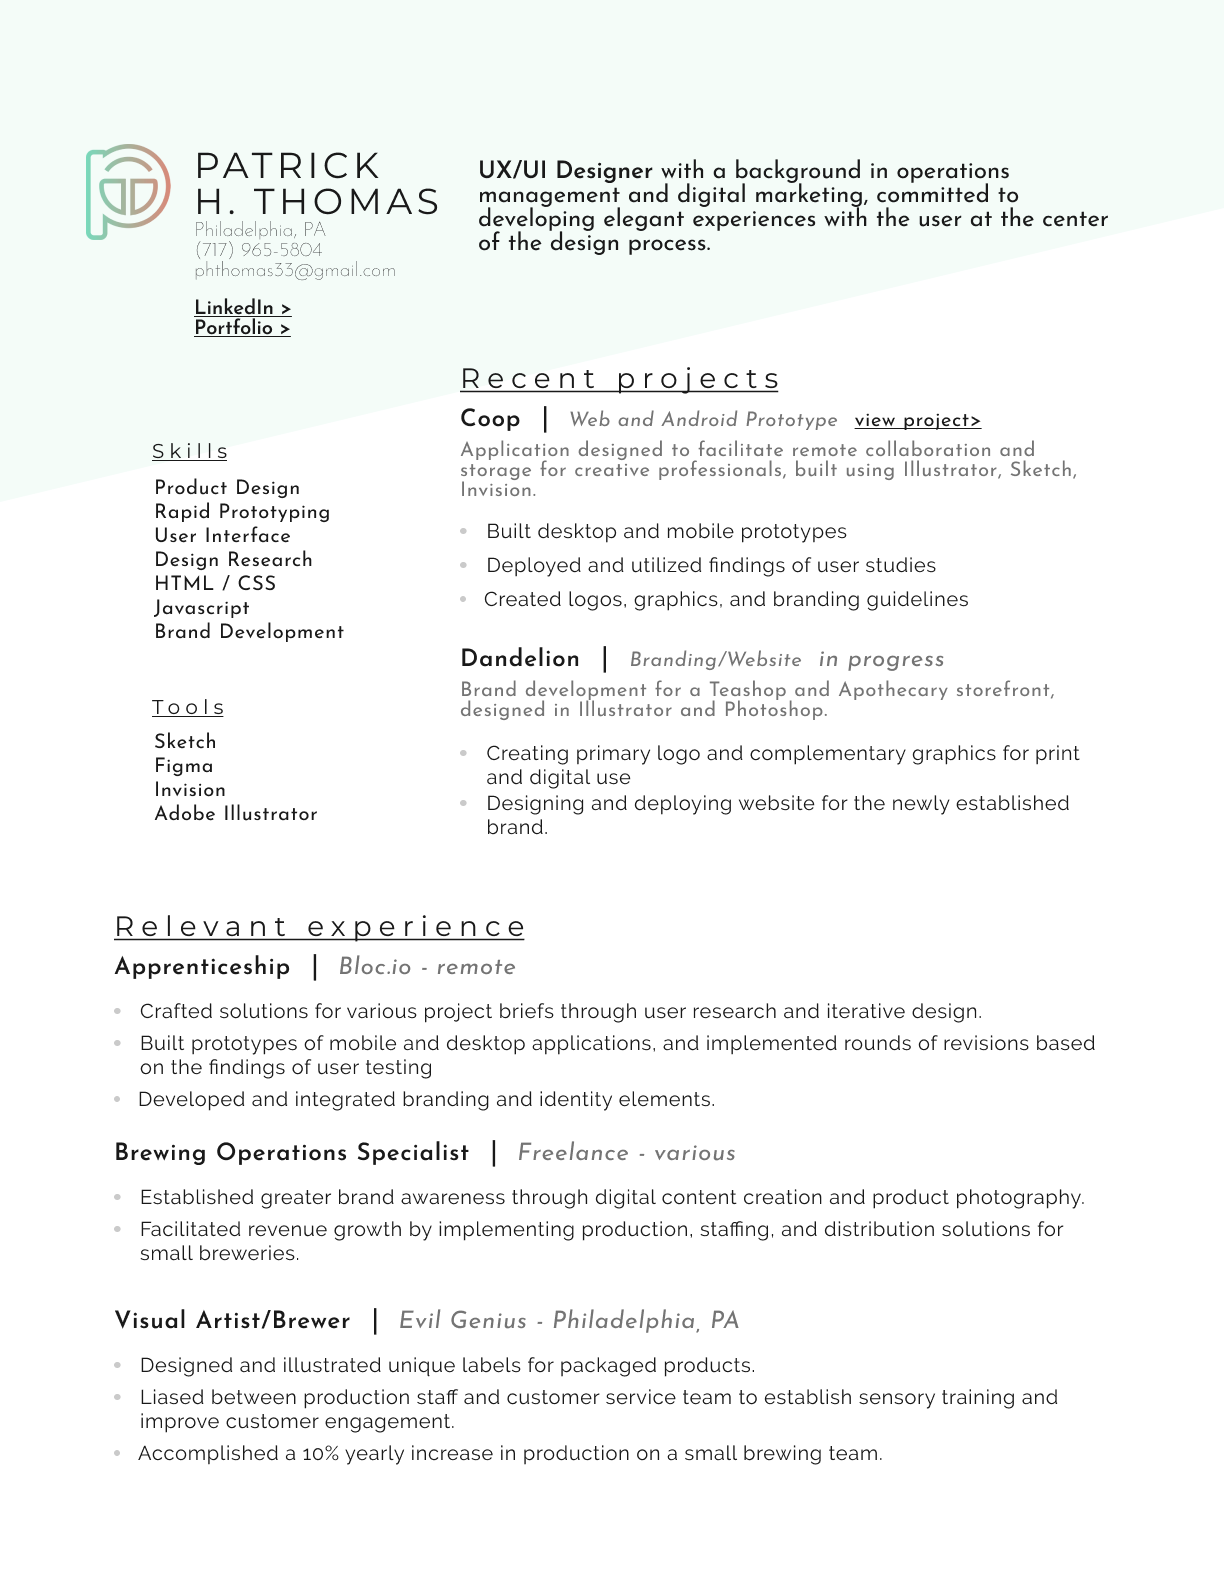 PATRICK
H. THOMAS
Philadelphia, PA
(717) 965-5804
phthomas33@gmail.com
LinkedIn >
Portfolio >
UX/UI Designer with a background in operations
management and digital marketing, committed to
developing elegant experiences with the user at the center
of the design process.
Skills
Product Design
Rapid Prototyping
User Interface
Design Research
HTML / CSS
Javascript
Brand Development
Tools
Sketch
Figma
Invision
Adobe Illustrator
Recent projects
Coop | Web and Android Prototype view project>
Application designed to facilitate remote collaboration and
storage for creative professionals, built using Illustrator, Sketch,
Invision.
• Built desktop and mobile prototypes
• Deployed and utilized findings of user studies
• Created logos, graphics, and branding guidelines
Dandelion | Branding/Website in progress
Brand development for a Teashop and Apothecary storefront,
designed in Illustrator and Photoshop.
• Creating primary logo and complementary graphics for print
and digital use
• Designing and deploying website for the newly established
brand.
Relevant experience
Apprenticeship | Bloc.io - remote
• Crafted solutions for various project briefs through user research and iterative design.
• Built prototypes of mobile and desktop applications, and implemented rounds of revisions based
on the findings of user testing
• Developed and integrated branding and identity elements.
Brewing Operations Specialist | Freelance - various
• Established greater brand awareness through digital content creation and product photography.
• Facilitated revenue growth by implementing production, staffing, and distribution solutions for
small breweries.
Visual Artist/Brewer | Evil Genius - Philadelphia, PA
• Designed and illustrated unique labels for packaged products.
• Liased between production staff and customer service team to establish sensory training and
improve customer engagement.
• Accomplished a 10% yearly increase in production on a small brewing team.